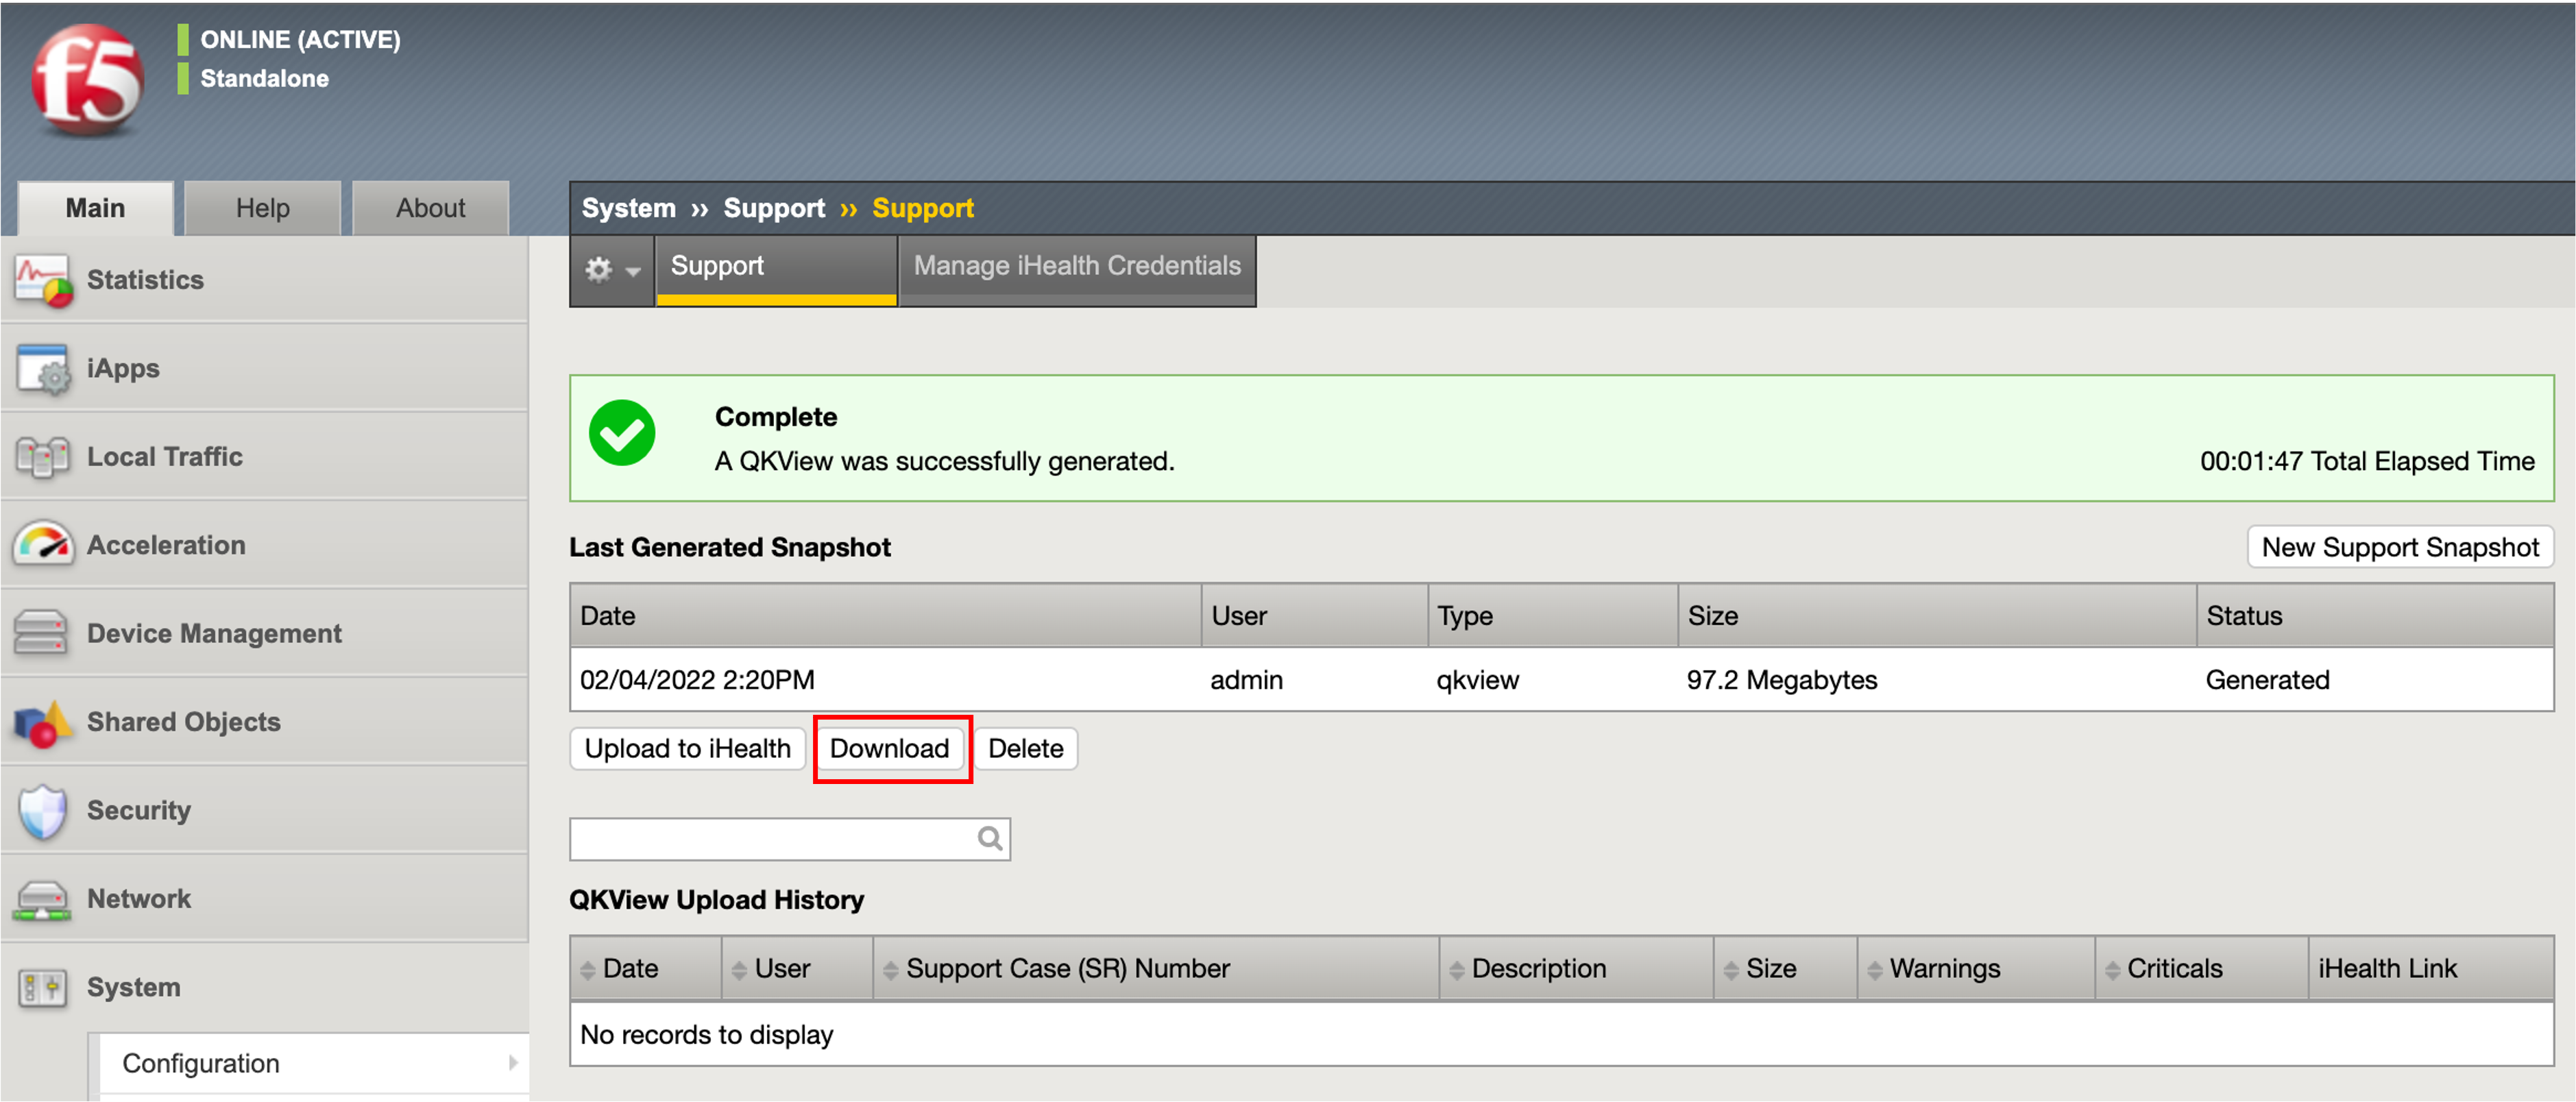 f5
ONLINE (ACTIVE)
Standalone
Main Help About
System ›› Support ›› Support
Support Manage iHealth Credentials
Statistics
iApps
Local Traffic
Acceleration
Device Management
Shared Objects
Security
Network
System
Configuration
Complete
A QKView was successfully generated.
00:01:47 Total Elapsed Time
Last Generated Snapshot
New Support Snapshot
Date User Type Size Status
02/04/2022 2:20PM admin qkview 97.2 Megabytes Generated
Upload to iHealth Download Delete
QKView Upload History
Date User Support Case (SR) Number Description Size Warnings Criticals iHealth Link
No records to display